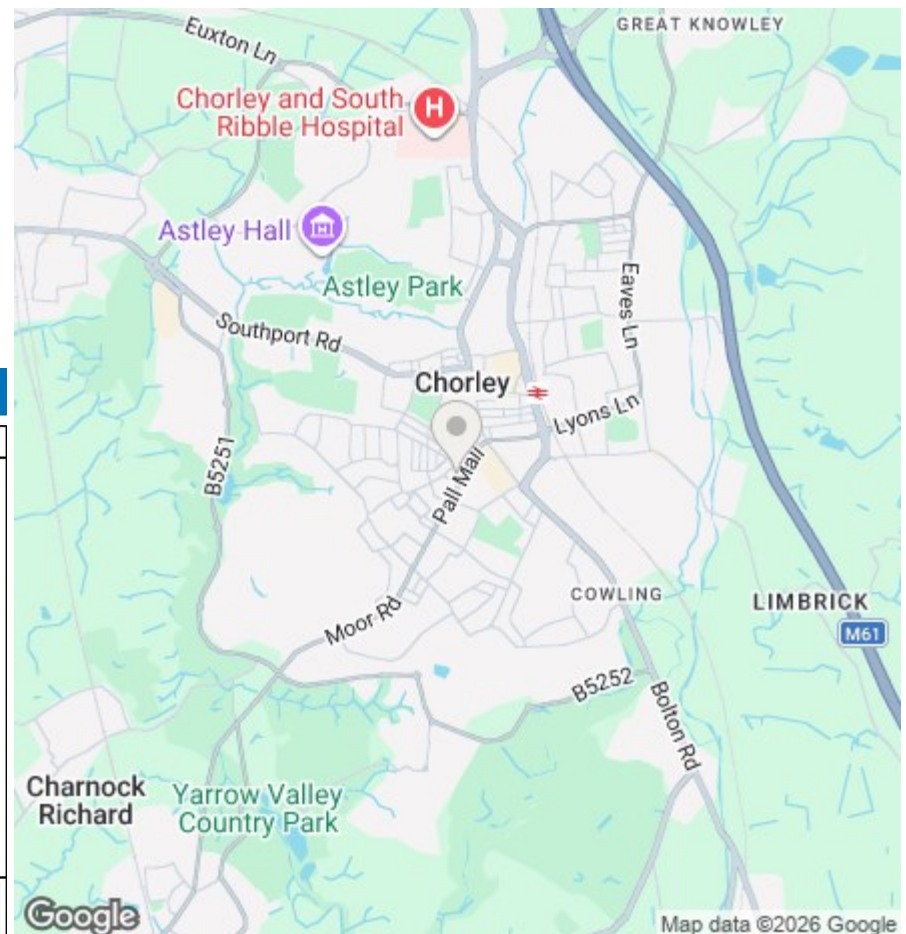 Euxton Ln
GREAT KNOWLEY
Chorley and South
Ribble Hospital
H
Astley Hall
Astley Park
Eaves Ln
Southport Rd
Chorley
Lyons Ln
B5251
Pall Mall
COWLING
LIMBRICK
M61
Moor Rd
B5252
Bolton Rd
Charnock
Richard
Yarrow Valley
Country Park
Google
Map data ©2026 Google